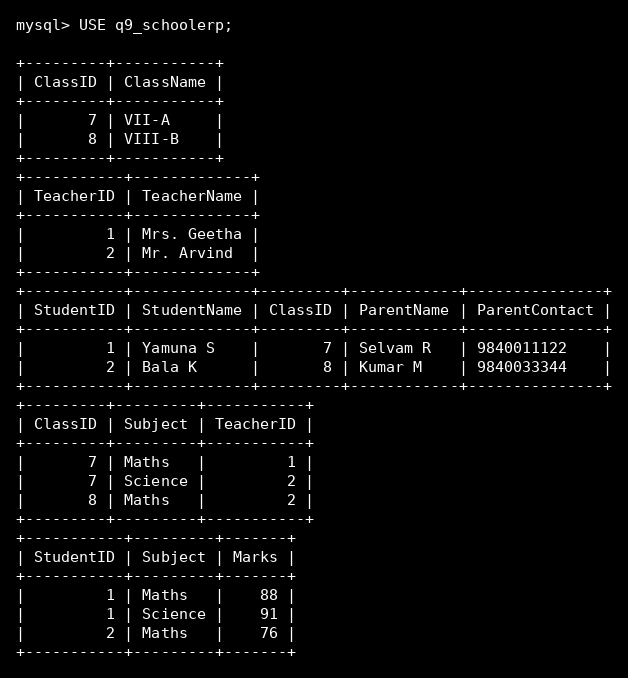 mysql> USE q9_schoolerp;

+---------+-----------+
| ClassID | ClassName |
+---------+-----------+
|       7 | VII-A     |
|       8 | VIII-B    |
+---------+-----------+
+-----------+-------------+
| TeacherID | TeacherName |
+-----------+-------------+
|         1 | Mrs. Geetha |
|         2 | Mr. Arvind  |
+-----------+-------------+
+-----------+-------------+---------+------------+---------------+
| StudentID | StudentName | ClassID | ParentName | ParentContact |
+-----------+-------------+---------+------------+---------------+
|         1 | Yamuna S    |       7 | Selvam R   | 9840011122    |
|         2 | Bala K      |       8 | Kumar M    | 9840033344    |
+-----------+-------------+---------+------------+---------------+
+---------+---------+-----------+
| ClassID | Subject | TeacherID |
+---------+---------+-----------+
|       7 | Maths   |         1 |
|       7 | Science |         2 |
|       8 | Maths   |         2 |
+---------+---------+-----------+
+-----------+---------+-------+
| StudentID | Subject | Marks |
+-----------+---------+-------+
|         1 | Maths   |    88 |
|         1 | Science |    91 |
|         2 | Maths   |    76 |
+-----------+---------+-------+